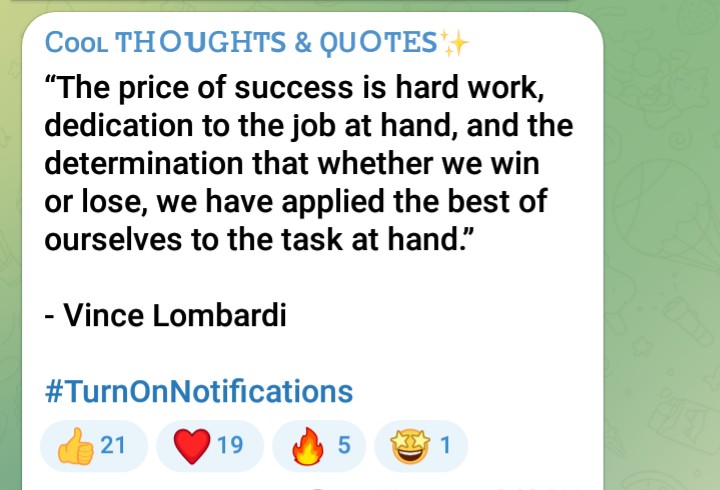 Cool THOUGHTS & QUOTES✨
“The price of success is hard work,
dedication to the job at hand, and the
determination that whether we win
or lose, we have applied the best of
ourselves to the task at hand.”
- Vince Lombardi
#TurnOnNotifications
👍 21 ❤️ 19 🔥 5 🤩 1